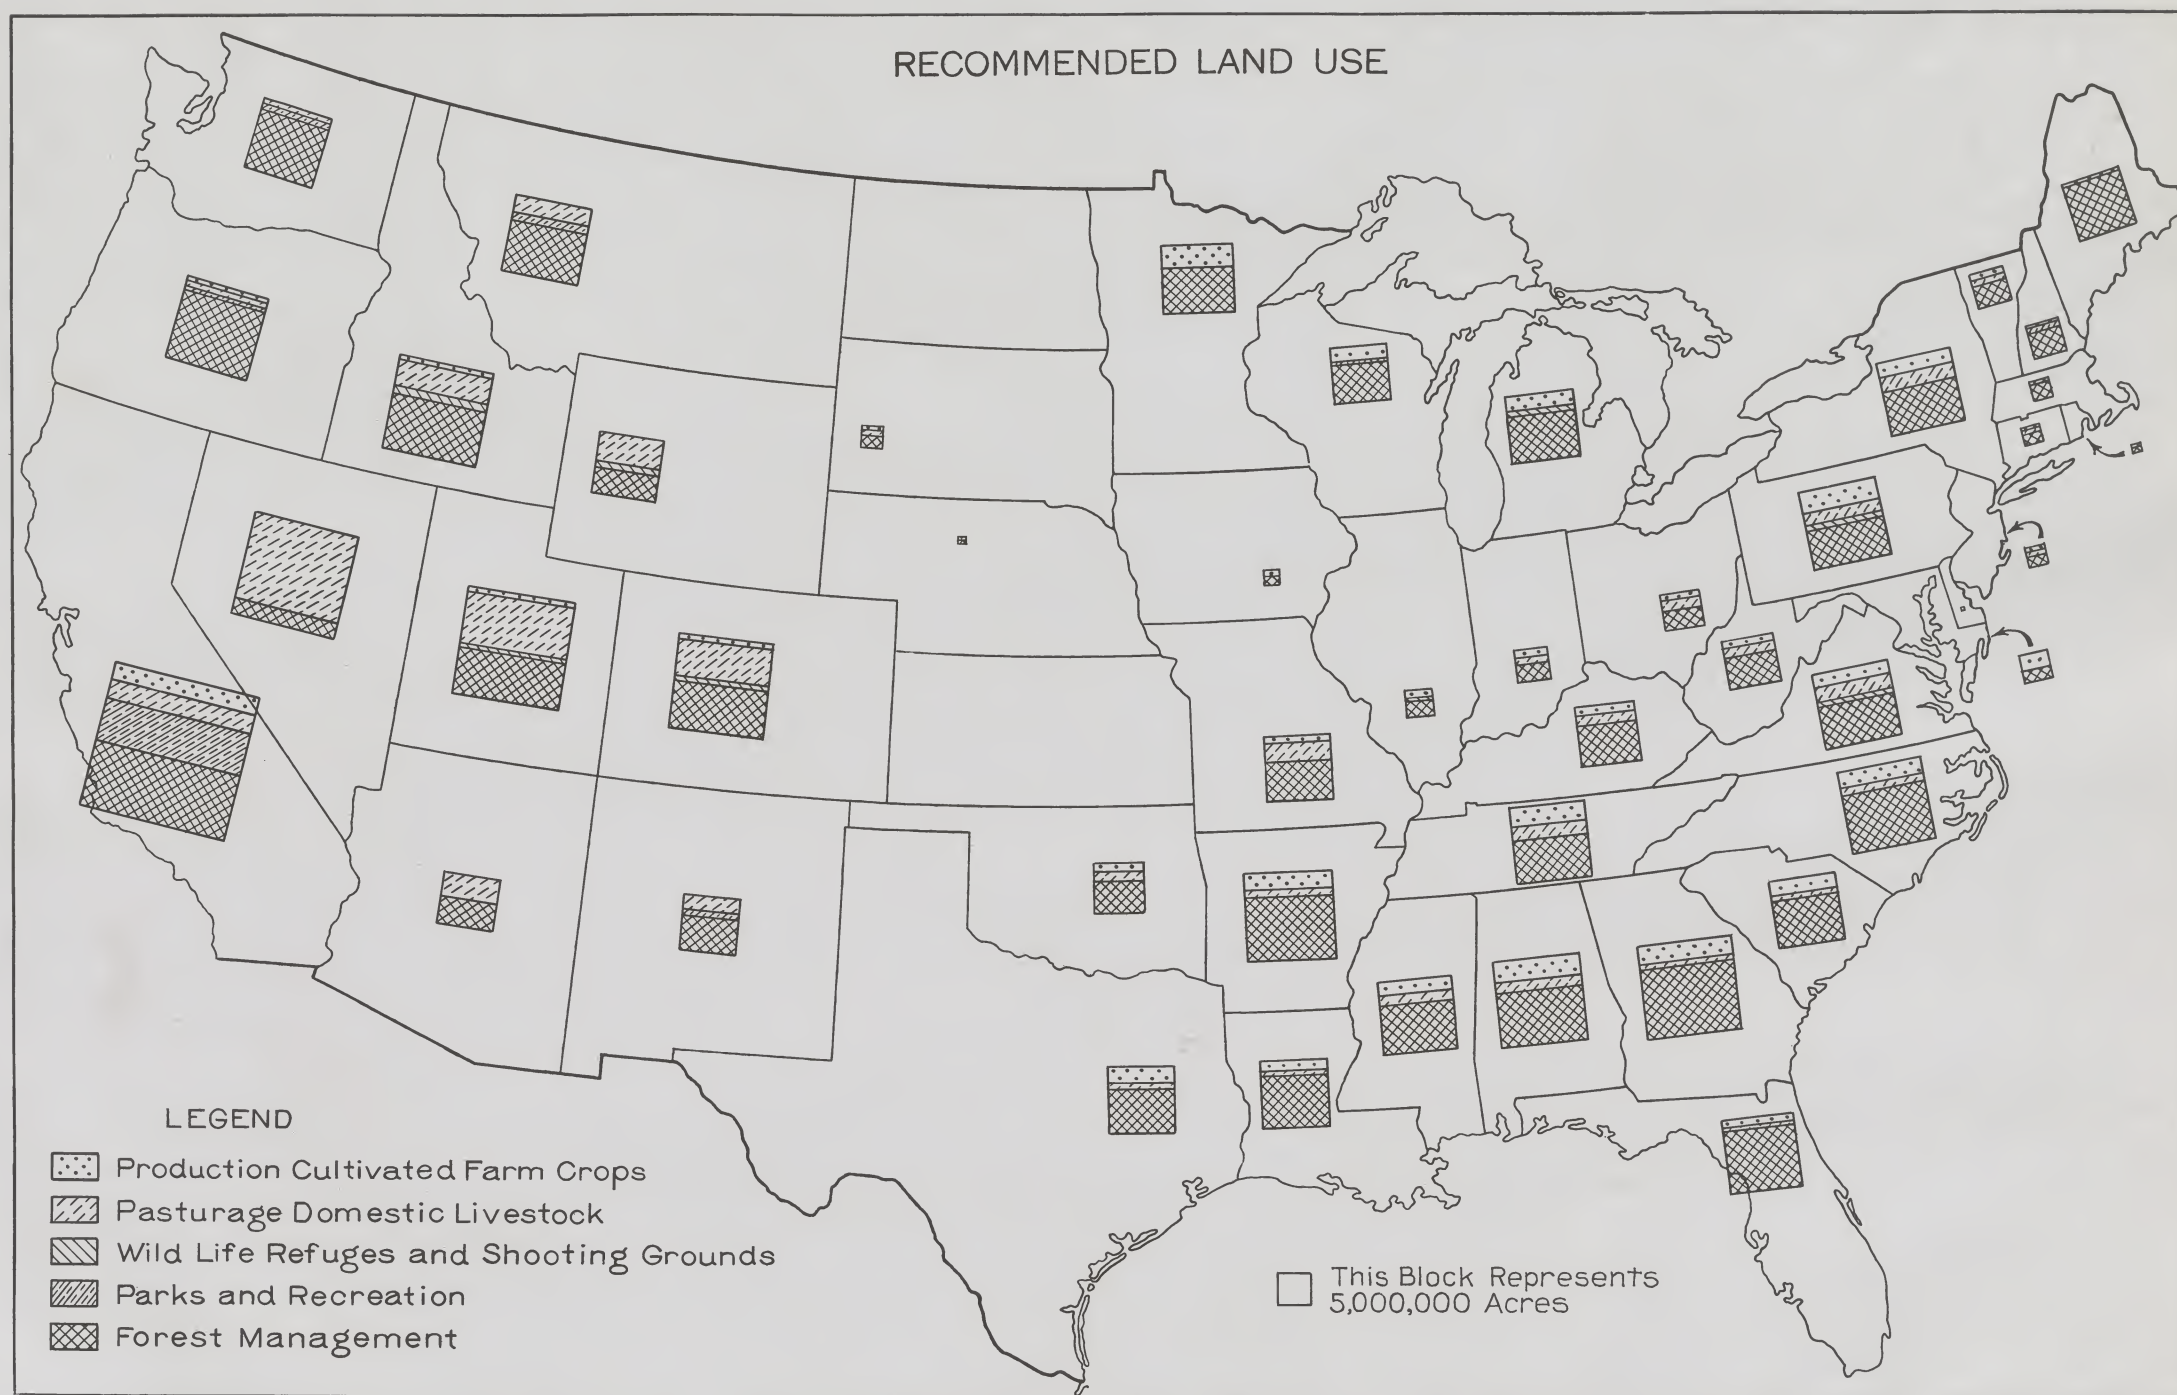 RECOMMENDED LAND USE
LEGEND
Production Cultivated Farm Crops
Pasturage Domestic Livestock
Wild Life Refuges and Shooting Grounds
Parks and Recreation
Forest Management
This Block Represents
5,000,000 Acres